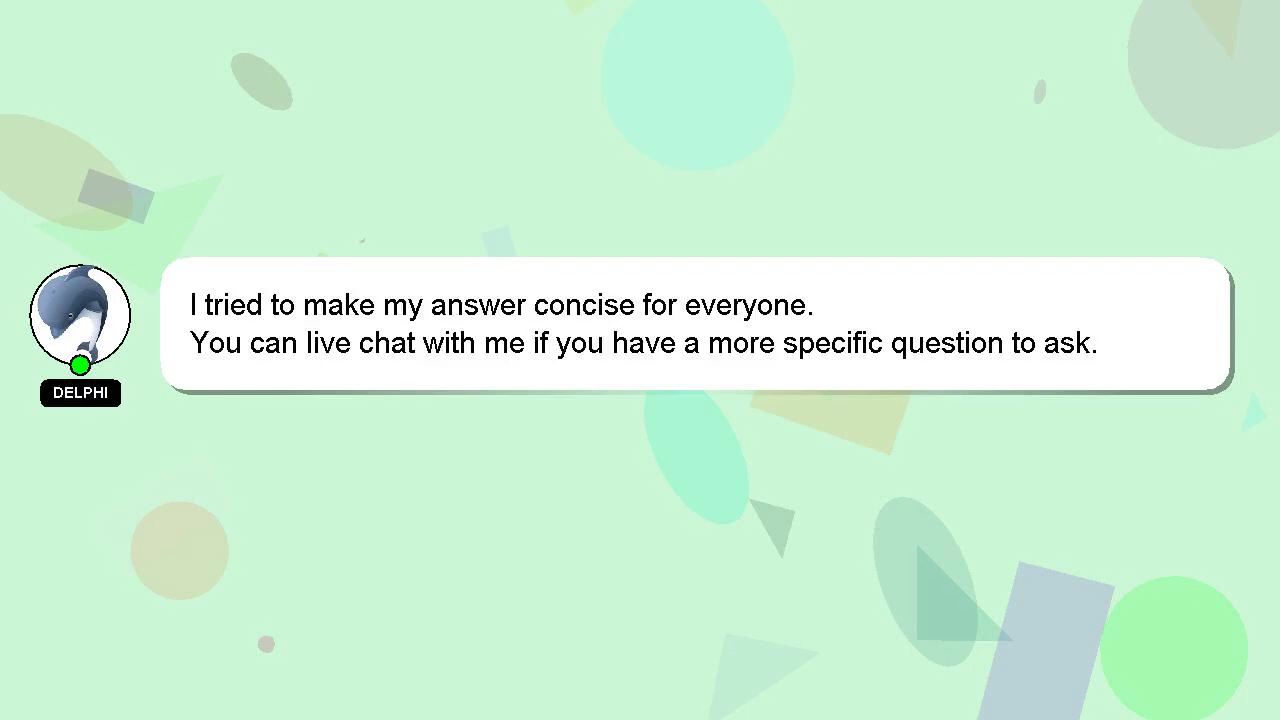 I tried to make my answer concise for everyone.
You can live chat with me if you have a more specific question to ask.
DELPHI